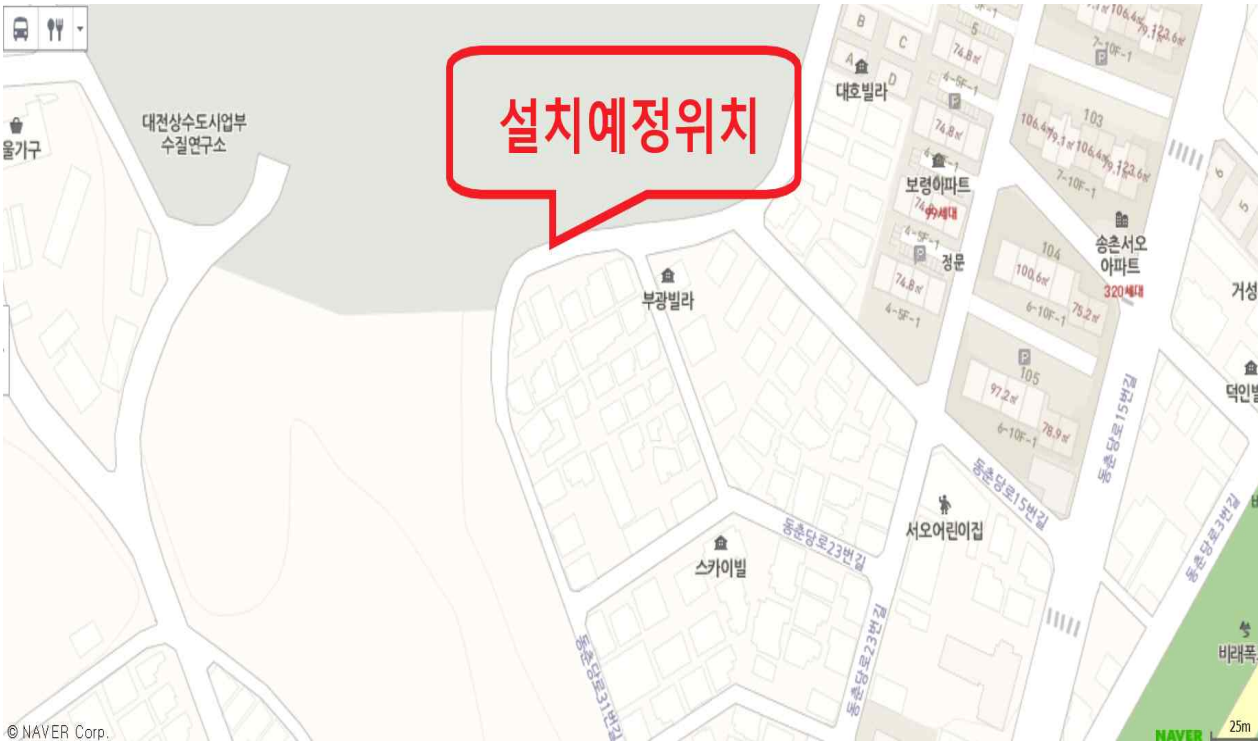 설치예정위치
대전상수도시업부
수질연구소
울가구
B
C
A
D
대호빌라
5
74.8㎡
4-5F-1
P
74.8㎡
보령아파트
99세대
4-5F-1
P
정문
74.8㎡
4-5F-1
7-10F-1
P
103
106.4㎡
79.1㎡
106.4㎡
123.6㎡
7-10F-1
104
100.6㎡
75.2㎡
6-10F-1
송촌서오
아파트
320세대
P
105
97.2㎡
78.9㎡
6-10F-1
6
5
거성
덕인빌
부광빌라
스카이빌
서오어린이집
동춘당로15번길
동춘당로15번길
동춘당로3번길
동춘당로23번길
동춘당로23번길
동춘당로31번길
비래폭
© NAVER Corp.
NAVER
25m